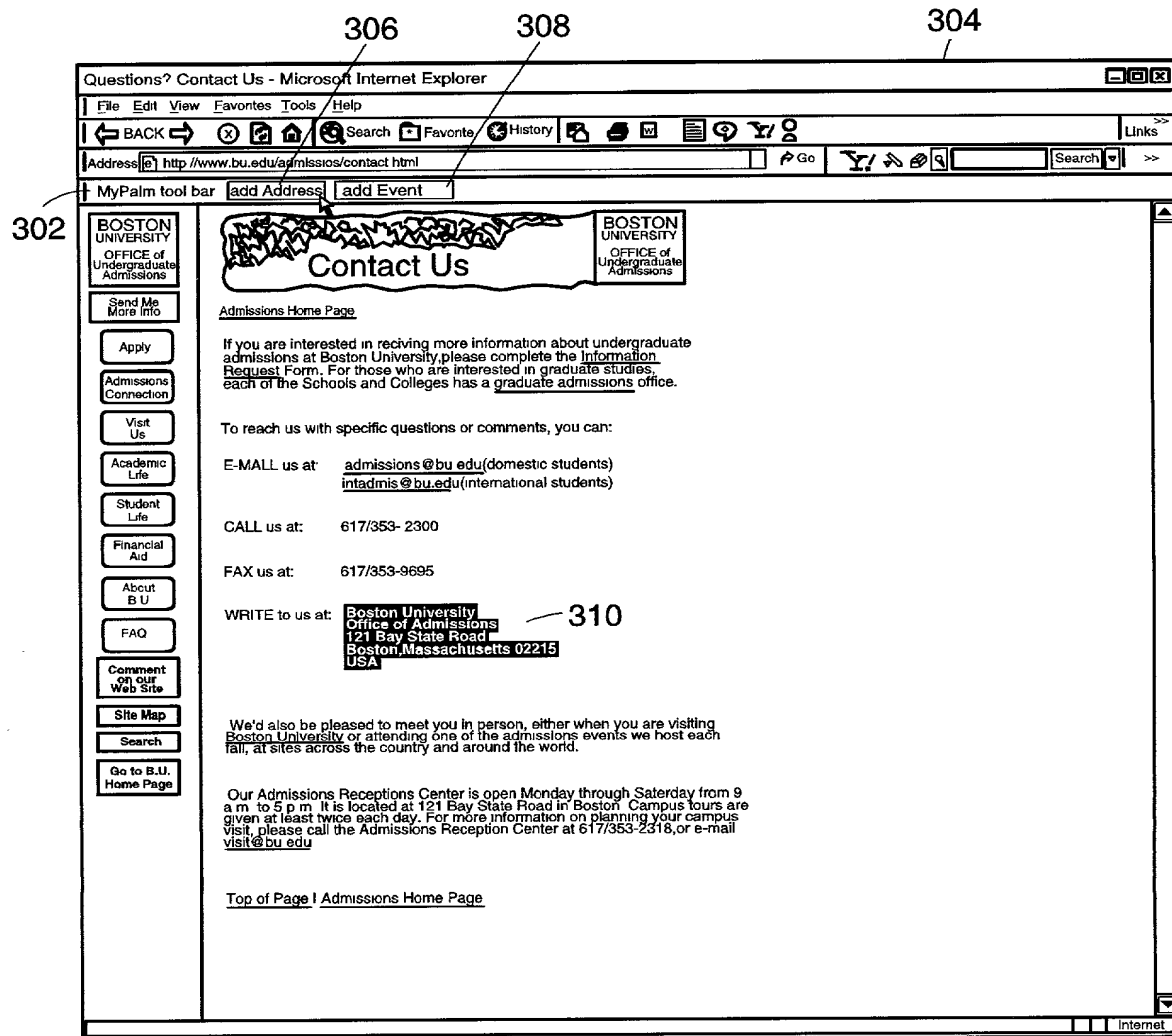 306
308
304
Questions? Contact Us - Microsoft Internet Explorer
File Edit View Favontes Tools Help
BACK Search Favonte History W Links >>
Address e http //www.bu.edu/admissios/contact html Go Y! Search >>
302
MyPalm tool bar add Address add Event
BOSTON
UNIVERSITY
OFFICE of
Undergraduate
Admissions
Send Me
More Info
Apply
Admissions
Connection
Visit
Us
Academic
Life
Student
Life
Financial
Aid
About
B U
FAQ
Comment
on our
Web Site
Site Map
Search
Go to B.U.
Home Page
Contact Us
BOSTON
UNIVERSITY
OFFICE of
Undergraduate
Admissions
Admissions Home Page
If you are interested in reciving more information about undergraduate
admissions at Boston University,please complete the Information
Request Form. For those who are interested in graduate studies,
each of the Schools and Colleges has a graduate admissions office.
To reach us with specific questions or comments, you can:
E-MALL us at: admissions@bu edu(domestic students)
intadmis@bu.edu(international students)
CALL us at: 617/353- 2300
FAX us at: 617/353-9695
WRITE to us at: Boston University
Office of Admissions
121 Bay State Road
Boston,Massachusetts 02215
USA
310
We'd also be pleased to meet you in person, either when you are visiting
Boston University or attending one of the admissions events we host each
fall, at sites across the country and around the world.
Our Admissions Receptions Center is open Monday through Saterday from 9
a m to 5 p m It is located at 121 Bay State Road in Boston Campus tours are
given at least twice each day. For more information on planning your campus
visit, please call the Admissions Reception Center at 617/353-2318,or e-mail
visit@bu edu
Top of Page I Admissions Home Page
Internet